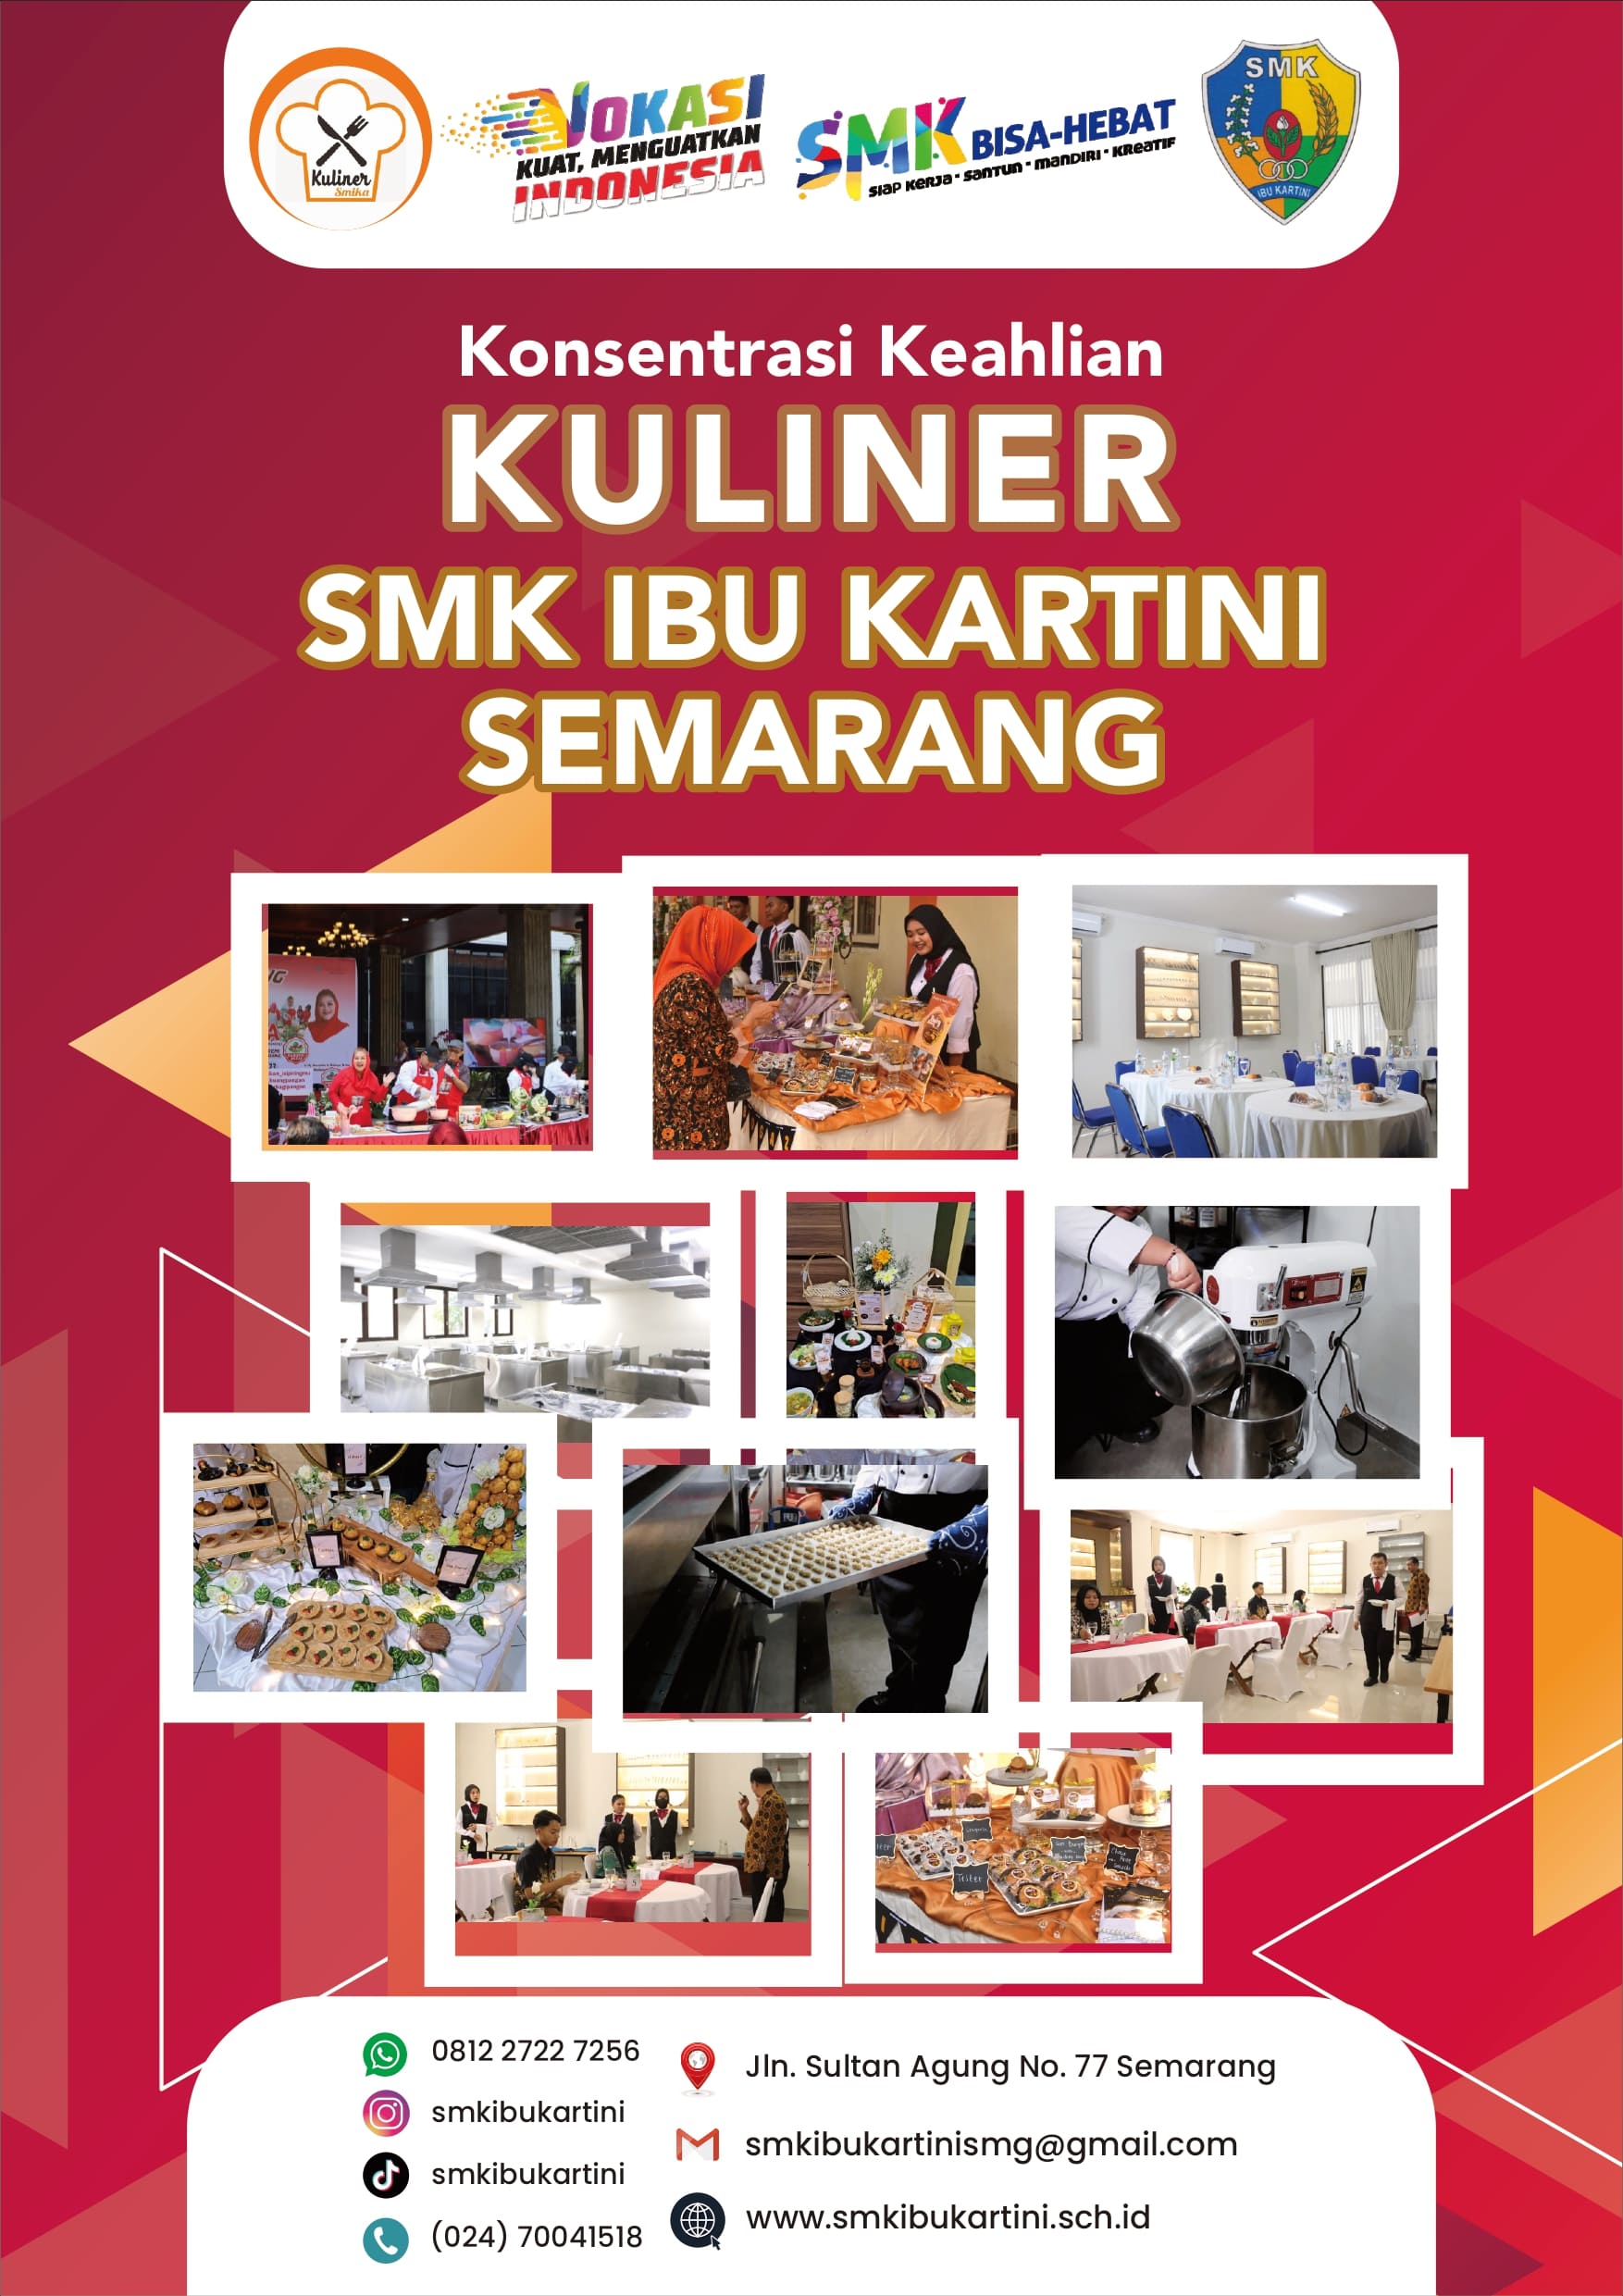 Kuliner
Smika
VOKASI
KUAT, MENGUATKAN
INDONESIA
SMK BISA-HEBAT
SIAP KERJA • SANTUN • MANDIRI • KREATIF
SMK
IBU KARTINI
Konsentrasi Keahlian
KULINER
SMK IBU KARTINI
SEMARANG
Tester
0812 2722 7256
smkibukartini
smkibukartini
(024) 70041518
Jln. Sultan Agung No. 77 Semarang
smkibukartinismg@gmail.com
www.smkibukartini.sch.id